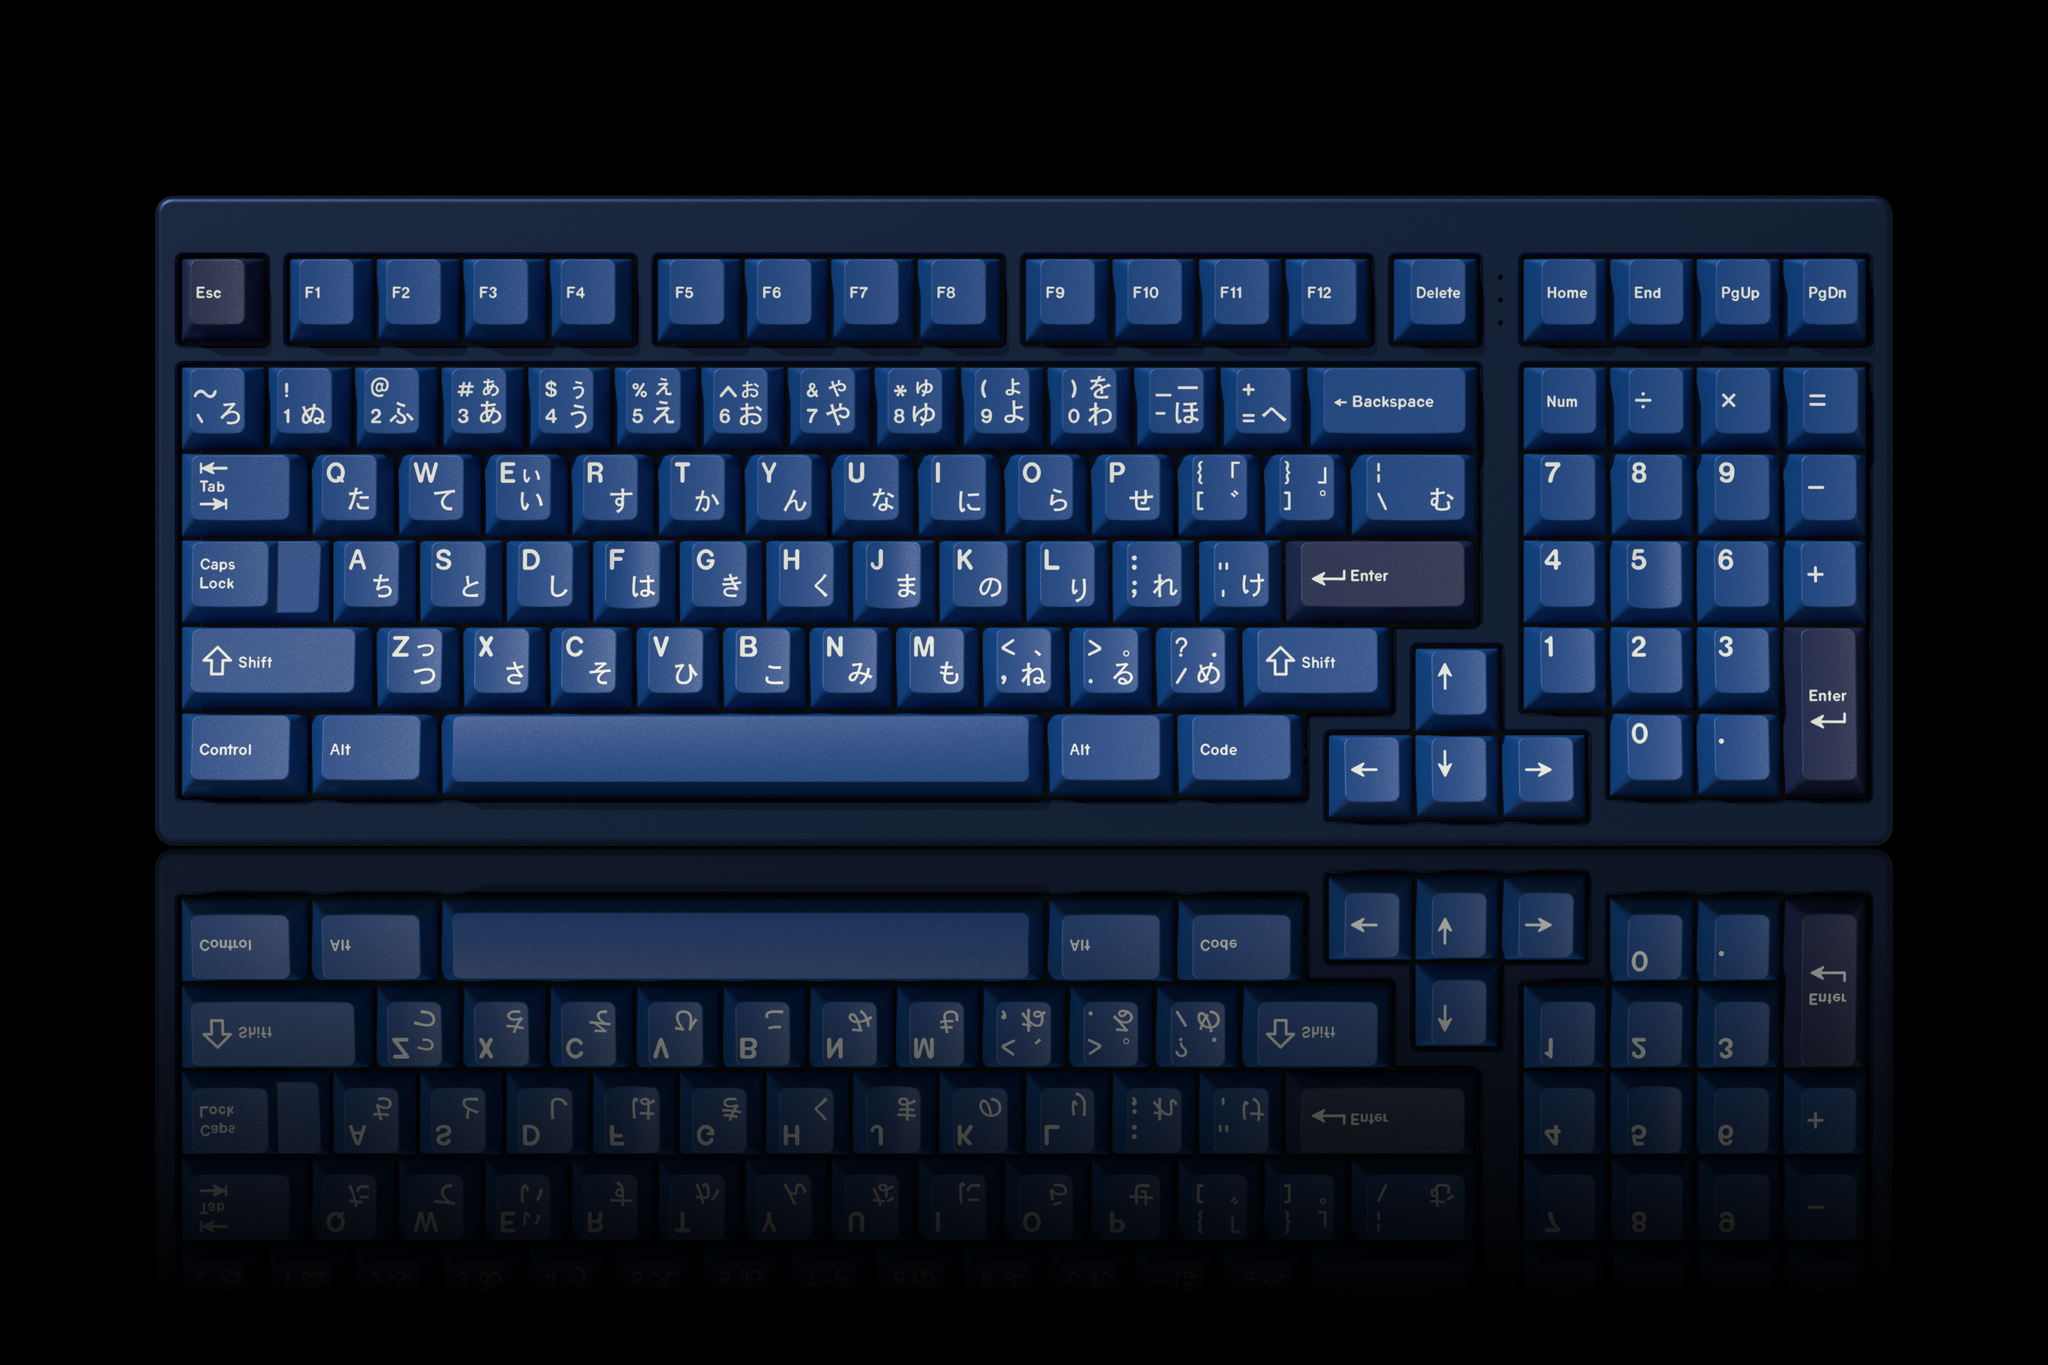 Esc F1 F2 F3 F4 F5 F6 F7 F8 F9 F10 F11 F12 Delete Home End PgUp PgDn
~ ! @ # ぁ $ ぅ % ぇ ^ ぉ & ゃ * ゅ ( ょ ) を _ ー + ← Backspace Num ÷ × =
` ろ 1 ぬ 2 ふ 3 あ 4 う 5 え 6 お 7 や 8 ゆ 9 よ 0 わ - ほ = へ
Tab Q W E ぃ R T Y U I O P { 「 } 」 ¦ 7 8 9 −
た て い す か ん な に ら せ [ ゛ ] ゜ \ む
Caps Lock A S D F G H J K L : " Enter 4 5 6 +
ち と し は き く ま の り ; れ ' け
Shift Z っ X C V B N M < 、 > 。 ? ・ Shift ↑ 1 2 3 Enter
つ さ そ ひ こ み も , ね . る / め
Control Alt Alt Code ← ↓ → 0 .